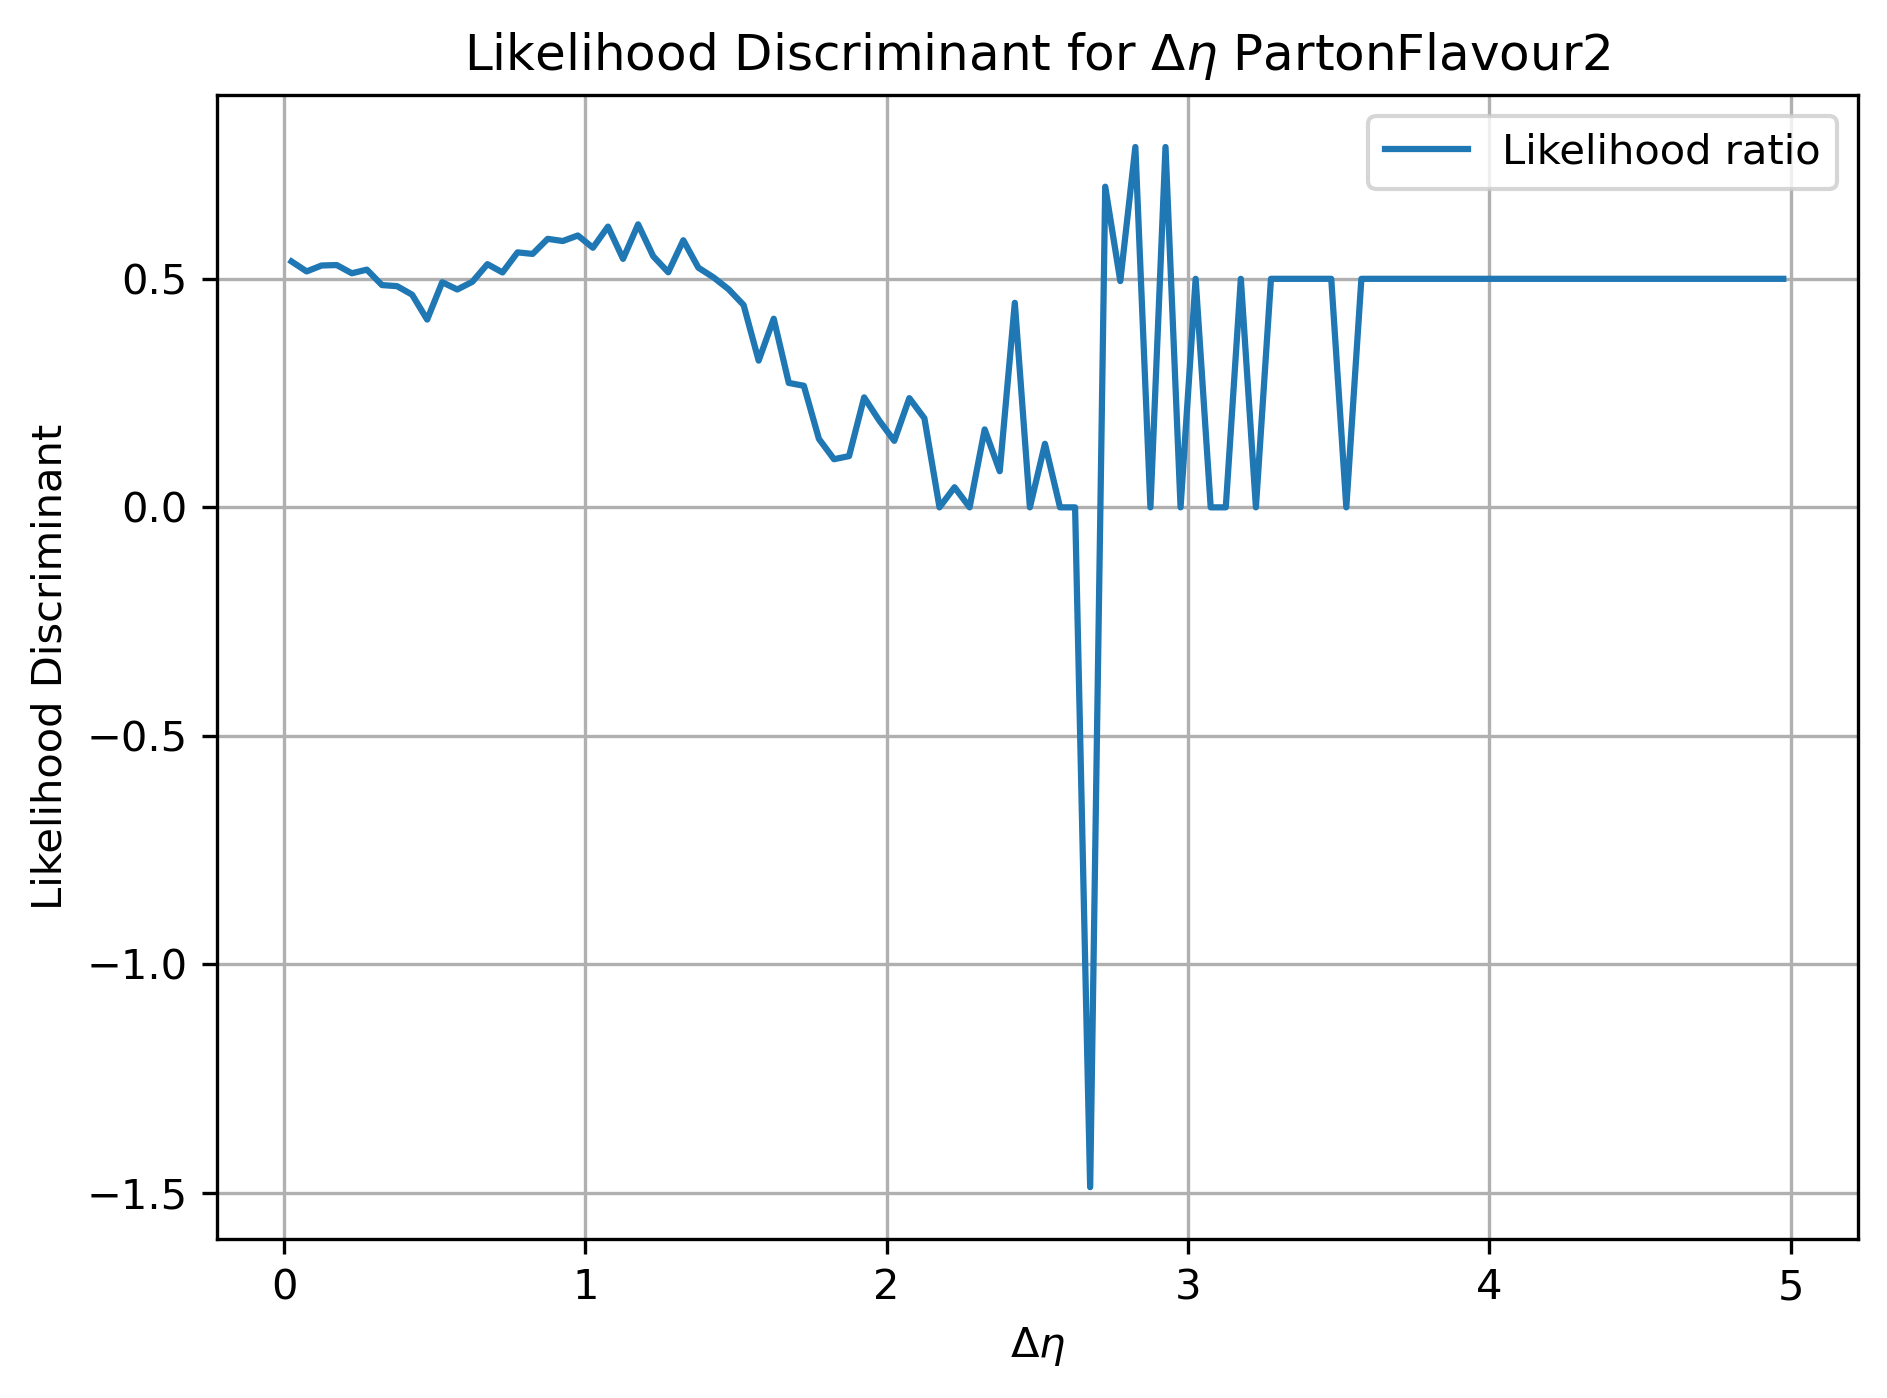 Likelihood Discriminant for Δη PartonFlavour2
Likelihood ratio
Likelihood Discriminant
0.5
0.0
−0.5
−1.0
−1.5
0 1 2 3 4 5
Δη